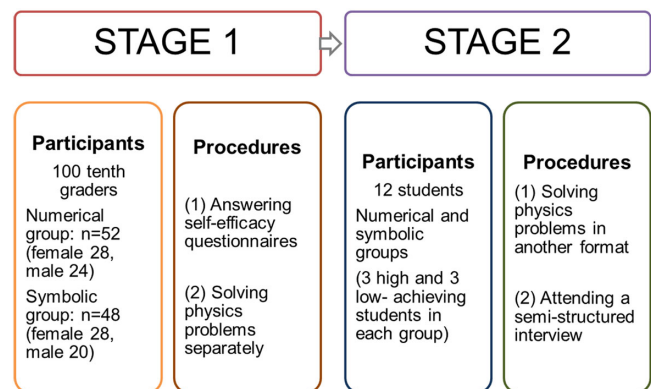 STAGE 1
STAGE 2
Participants
100 tenth
graders
Numerical
group: n=52
(female 28,
male 24)
Symbolic
group: n=48
(female 28,
male 20)
Procedures
(1) Answering
self-efficacy
questionnaires
(2) Solving
physics
problems
separately
Participants
12 students
Numerical and
symbolic
groups
(3 high and 3
low- achieving
students in
each group)
Procedures
(1) Solving
physics
problems in
another format
(2) Attending a
semi-structured
interview